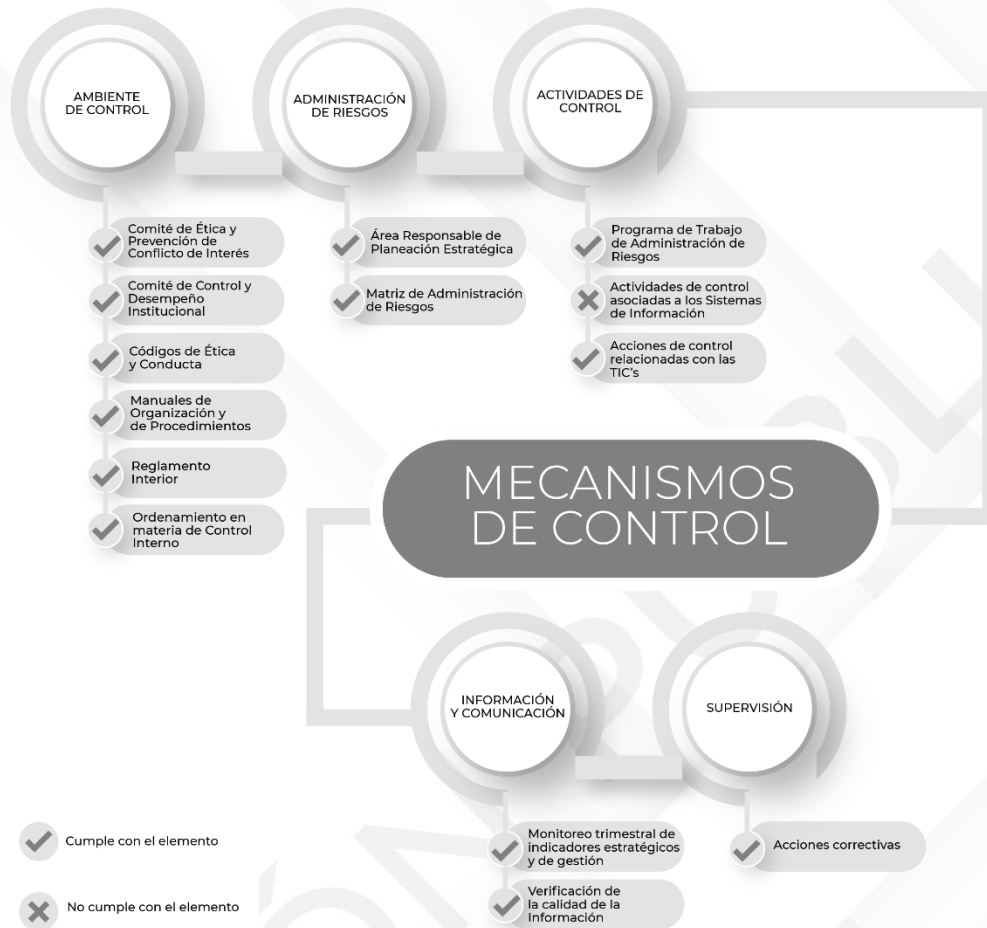 AMBIENTE
DE CONTROL
Comité de Ética y
Prevención de
Conflicto de Interés
Comité de Control y
Desempeño
Institucional
Códigos de Ética
y Conducta
Manuales de
Organización y
de Procedimientos
Reglamento
Interior
Ordenamiento en
materia de Control
Interno
ADMINISTRACIÓN
DE RIESGOS
Área Responsable de
Planeación Estratégica
Matriz de Administración
de Riesgos
ACTIVIDADES DE
CONTROL
Programa de Trabajo
de Administración de
Riesgos
Actividades de control
asociadas a los Sistemas
de Información
Acciones de control
relacionadas con las
TIC's
MECANISMOS
DE CONTROL
INFORMACIÓN
Y COMUNICACIÓN
Monitoreo trimestral de
indicadores estratégicos
y de gestión
Verificación de
la calidad de la
Información
SUPERVISIÓN
Acciones correctivas
Cumple con el elemento
No cumple con el elemento